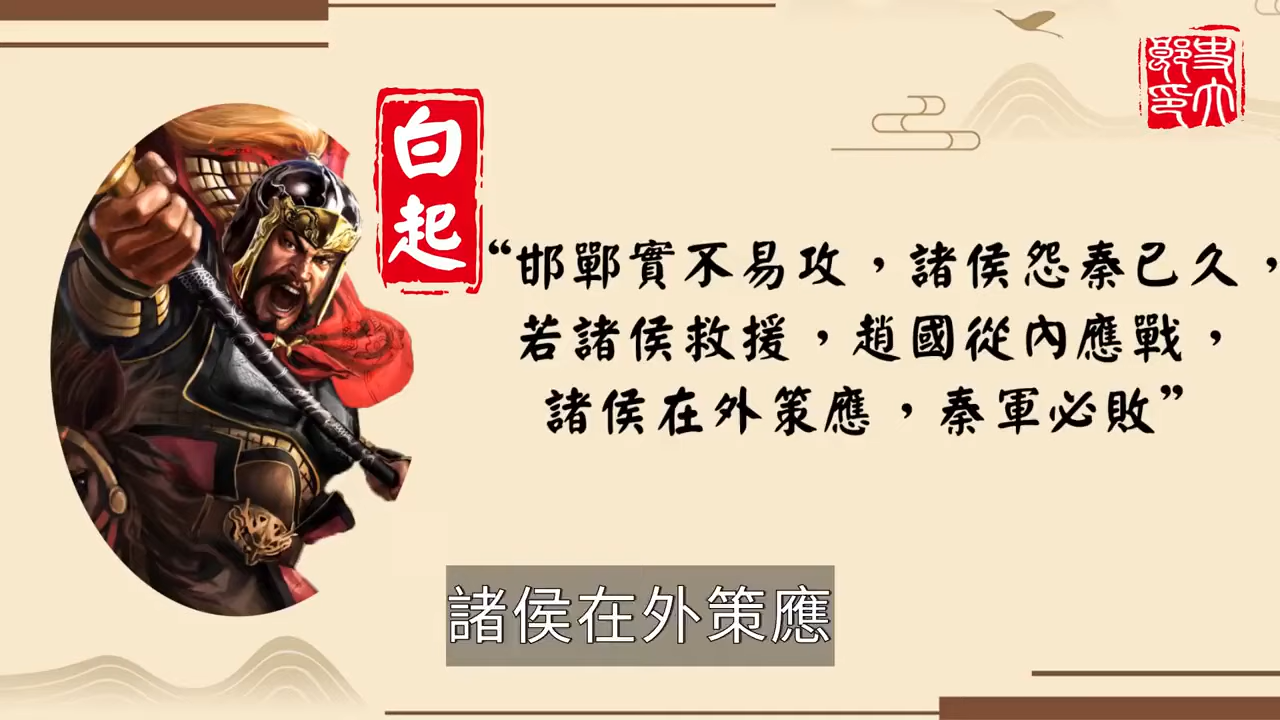 白起
“邯鄲實不易攻，諸侯怨秦已久，
若諸侯救援，趙國從內應戰，
諸侯在外策應，秦軍必敗”
諸侯在外策應